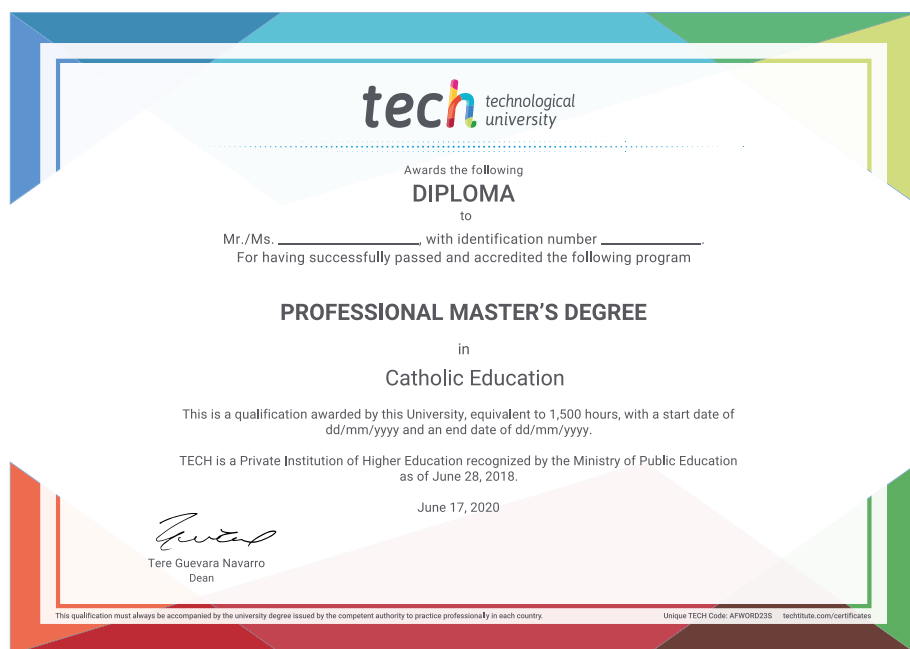 tech technological
university
Awards the following
DIPLOMA
to
Mr./Ms. ____________________, with identification number ______________.
For having successfully passed and accredited the following program
PROFESSIONAL MASTER'S DEGREE
in
Catholic Education
This is a qualification awarded by this University, equivalent to 1,500 hours, with a start date of
dd/mm/yyyy and an end date of dd/mm/yyyy.
TECH is a Private Institution of Higher Education recognized by the Ministry of Public Education
as of June 28, 2018.
June 17, 2020
Tere Guevara Navarro
Dean
This qualification must always be accompanied by the university degree issued by the competent authority to practice professionally in each country.
Unique TECH Code: AFWORD23S techtitute.com/certificates